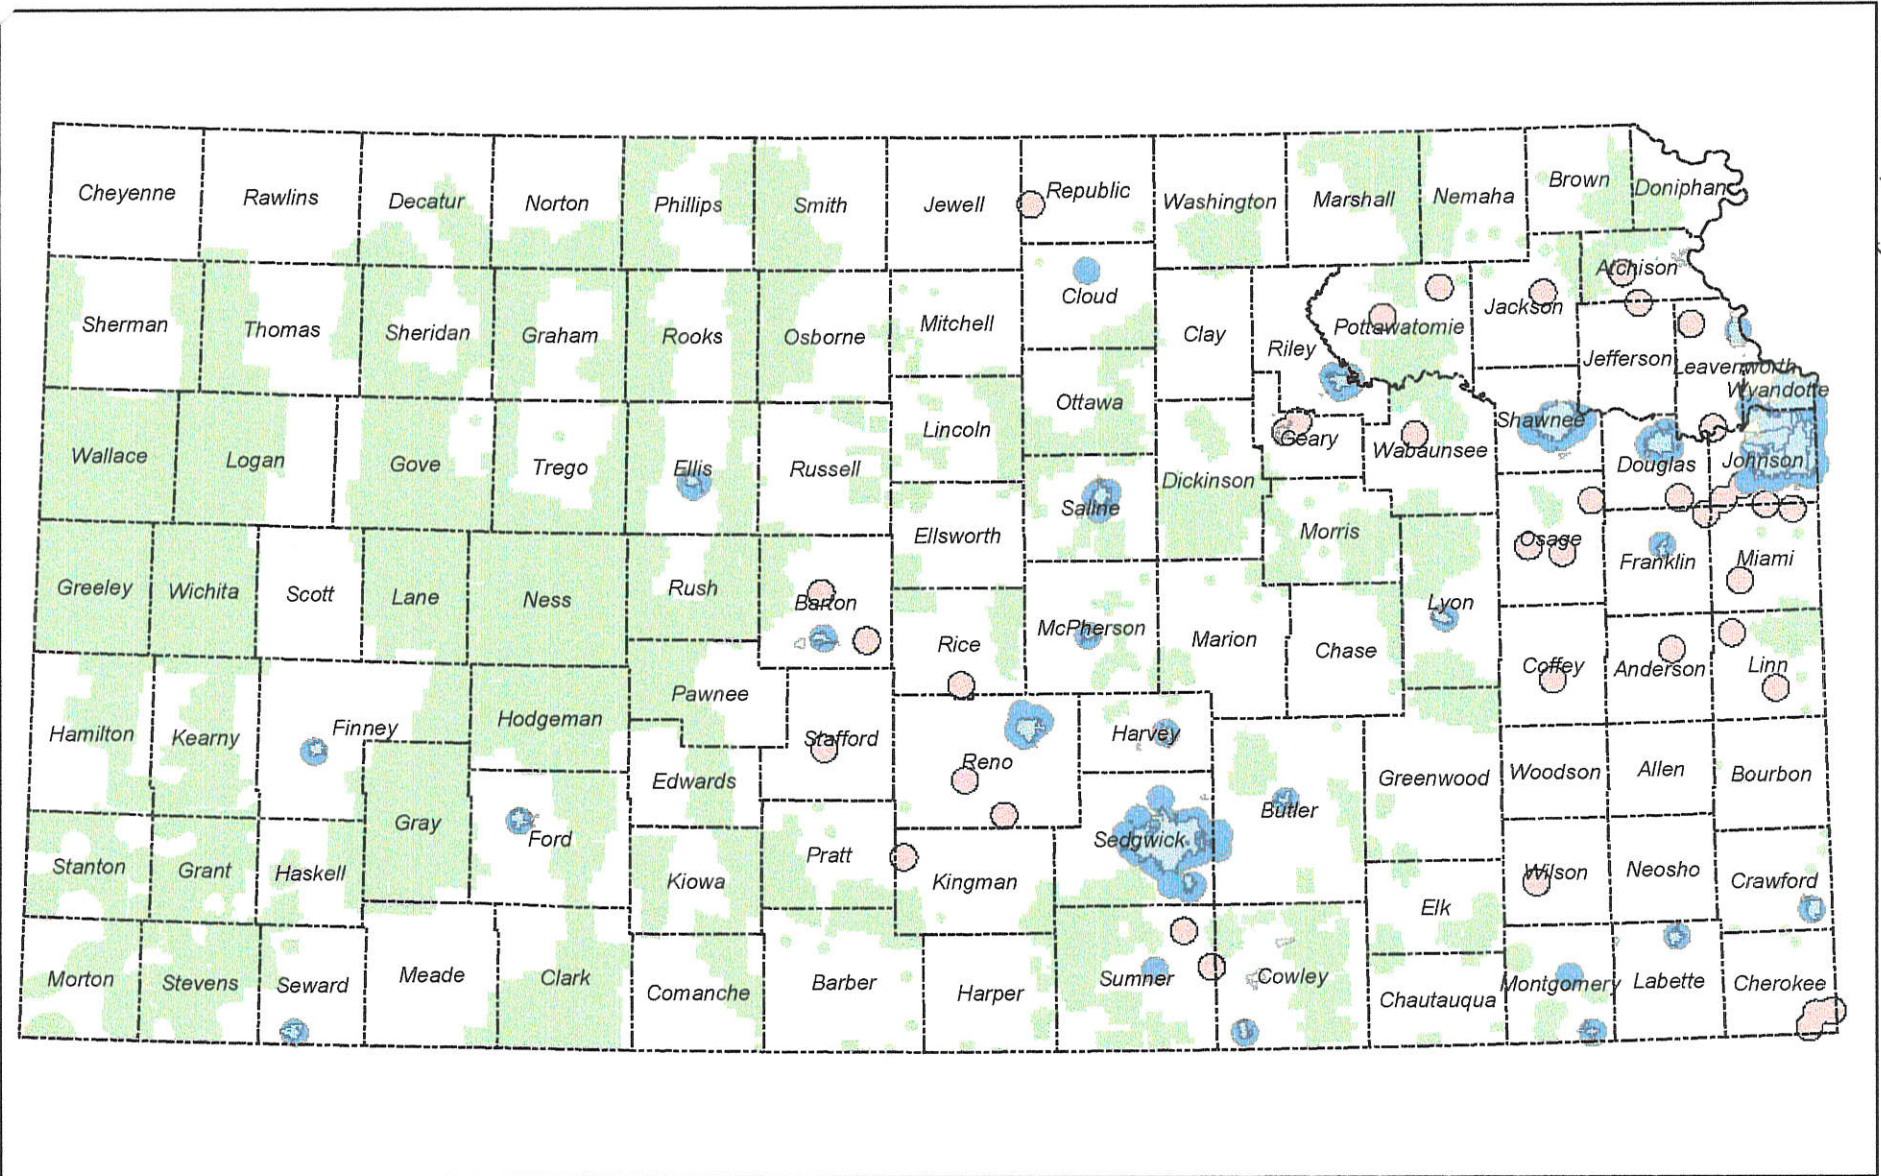 Cheyenne
Rawlins
Decatur
Norton
Phillips
Smith
Jewell
Republic
Washington
Marshall
Nemaha
Brown
Doniphan
Sherman
Thomas
Sheridan
Graham
Rooks
Osborne
Mitchell
Cloud
Clay
Riley
Pottawatomie
Jackson
Atchison
Jefferson
Leavenworth
Wyandotte
Wallace
Logan
Gove
Trego
Ellis
Russell
Lincoln
Ottawa
Saline
Dickinson
Geary
Wabaunsee
Shawnee
Douglas
Johnson
Greeley
Wichita
Scott
Lane
Ness
Rush
Barton
Ellsworth
Rice
McPherson
Marion
Morris
Chase
Lyon
Osage
Franklin
Miami
Hamilton
Kearny
Finney
Hodgeman
Pawnee
Stafford
Edwards
Reno
Harvey
Coffey
Anderson
Linn
Stanton
Grant
Haskell
Gray
Ford
Kiowa
Pratt
Kingman
Sedgwick
Butler
Greenwood
Woodson
Allen
Bourbon
Elk
Wilson
Neosho
Crawford
Morton
Stevens
Seward
Meade
Clark
Comanche
Barber
Harper
Sumner
Cowley
Chautauqua
Montgomery
Labette
Cherokee